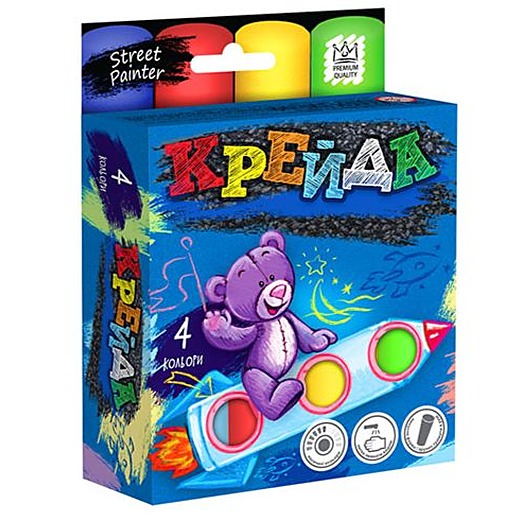 Street
Painter
PREMIUM
QUALITY
КРЕЙДА
4
КОЛЬОРИ
КРЕЙДА
4
КОЛЬОРИ